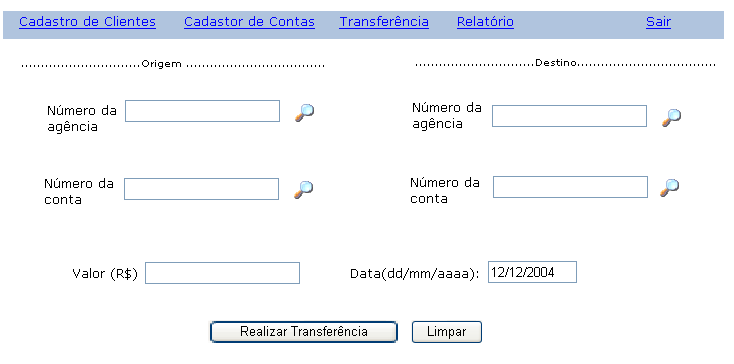 Cadastro de Clientes Cadastor de Contas Transferência Relatório Sair
..............................Origem ...................................
..............................Destino...................................
Número da
agência
Número da
agência
Número da
conta
Número da
conta
Valor (R$)
Data(dd/mm/aaaa): 12/12/2004
Realizar Transferência Limpar